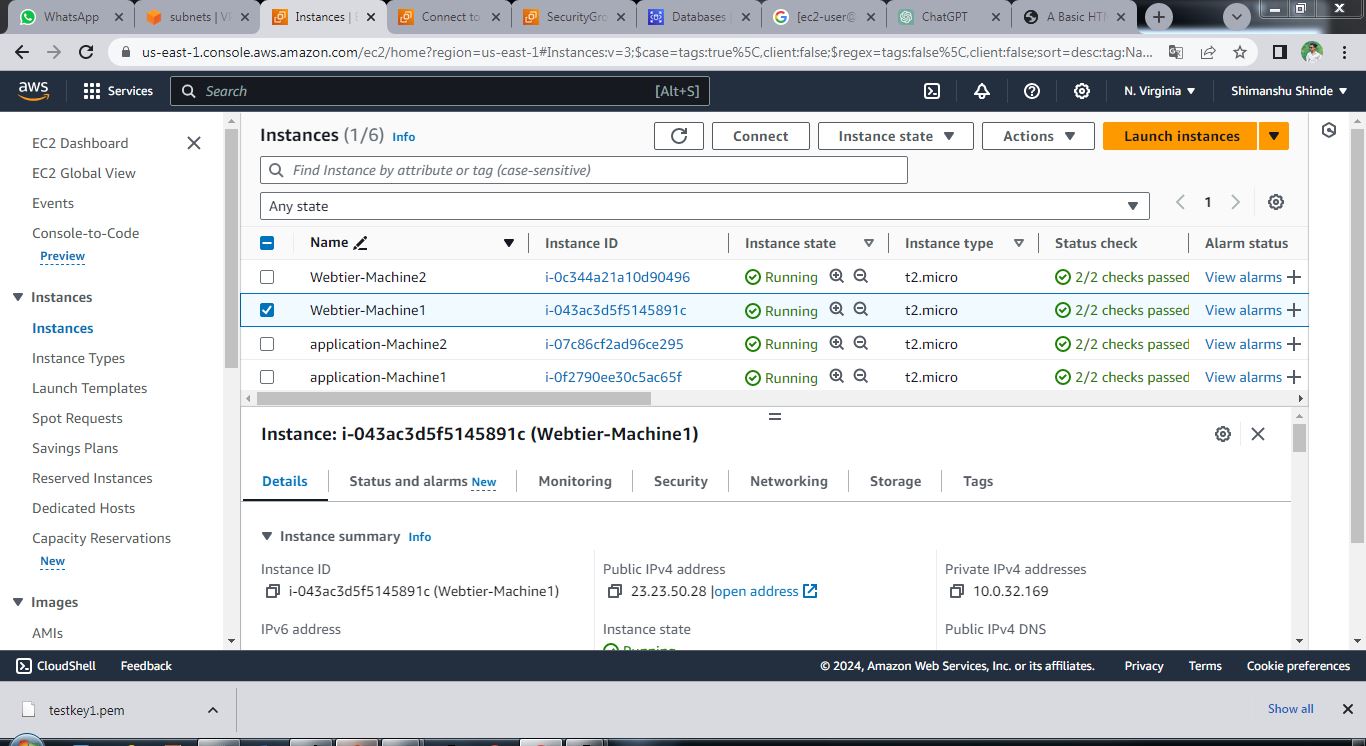 WhatsApp
subnets | VP
Instances | E
Connect to
SecurityGro
Databases |
[ec2-user@
ChatGPT
A Basic HTM
us-east-1.console.aws.amazon.com/ec2/home?region=us-east-1#Instances:v=3;$case=tags:true%5C,client:false;$regex=tags:false%5C,client:false;sort=desc:tag:Na...
aws
Services
Search
[Alt+S]
N. Virginia
Shimanshu Shinde
EC2 Dashboard
EC2 Global View
Events
Console-to-Code
Preview
Instances
Instances
Instance Types
Launch Templates
Spot Requests
Savings Plans
Reserved Instances
Dedicated Hosts
Capacity Reservations
New
Images
AMIs
Instances (1/6) Info
Connect
Instance state
Actions
Launch instances
Find Instance by attribute or tag (case-sensitive)
Any state
1
Name Instance ID Instance state Instance type Status check Alarm status
Webtier-Machine2 i-0c344a21a10d90496 Running t2.micro 2/2 checks passed View alarms +
Webtier-Machine1 i-043ac3d5f5145891c Running t2.micro 2/2 checks passed View alarms +
application-Machine2 i-07c86cf2ad96ce295 Running t2.micro 2/2 checks passed View alarms +
application-Machine1 i-0f2790ee30c5ac65f Running t2.micro 2/2 checks passed View alarms +
Instance: i-043ac3d5f5145891c (Webtier-Machine1)
Details
Status and alarms New
Monitoring
Security
Networking
Storage
Tags
Instance summary Info
Instance ID
i-043ac3d5f5145891c (Webtier-Machine1)
Public IPv4 address
23.23.50.28 |open address
Private IPv4 addresses
10.0.32.169
IPv6 address
Instance state
Running
Public IPv4 DNS
CloudShell
Feedback
© 2024, Amazon Web Services, Inc. or its affiliates.
Privacy
Terms
Cookie preferences
testkey1.pem
Show all